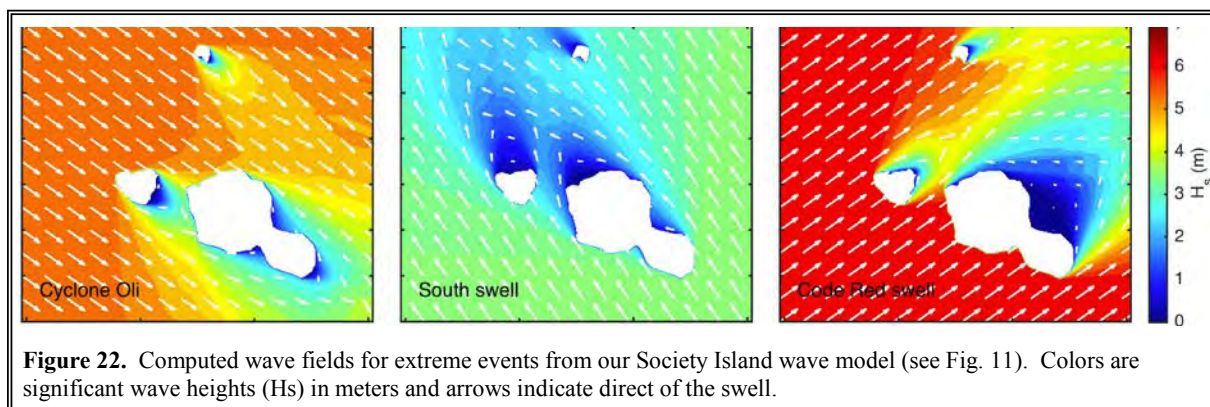 Cyclone Oli
South swell
Code Red swell
6
5
4
3
2
1
0
Hs (m)
Figure 22. Computed wave fields for extreme events from our Society Island wave model (see Fig. 11). Colors are
significant wave heights (Hs) in meters and arrows indicate direct of the swell.